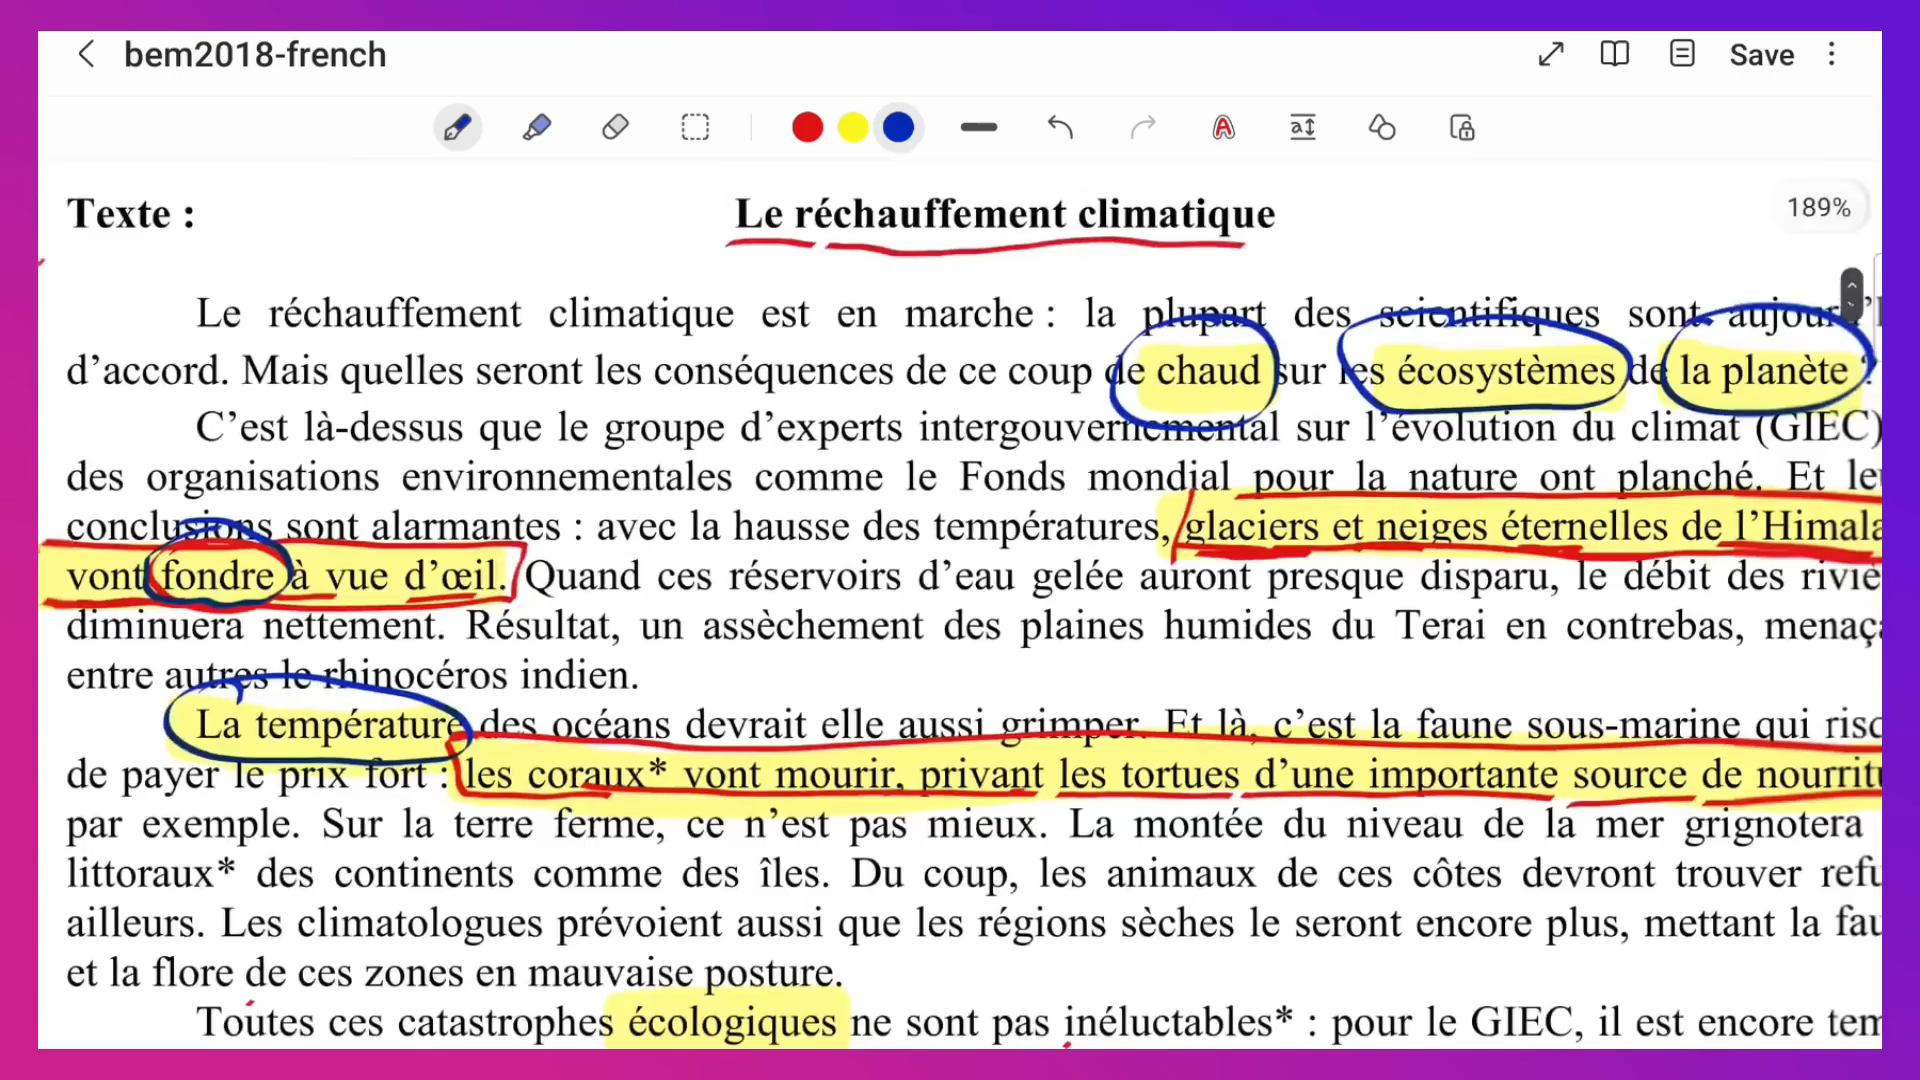 bem2018-french
Save
189%
Texte : Le réchauffement climatique
Le réchauffement climatique est en marche : la plupart des scientifiques sont
d'accord. Mais quelles seront les conséquences de ce coup de chaud sur les écosystèmes de la planète ?
C'est là-dessus que le groupe d'experts intergouvernemental sur l'évolution du climat (GIEC)
des organisations environnementales comme le Fonds mondial pour la nature ont planché. Et
conclusions sont alarmantes : avec la hausse des températures, glaciers et neiges éternelles de
vont fondre à vue d'œil. Quand ces réservoirs d'eau gelée auront presque disparu, le débit des
diminuera nettement. Résultat, un assèchement des plaines humides du Terai en contrebas,
entre autres le rhinocéros indien.
La température des océans devrait elle aussi grimper. Et là, c'est la faune sous-marine qui
de payer le prix fort : les coraux* vont mourir, privant les tortues d'une importante source de
par exemple. Sur la terre ferme, ce n'est pas mieux. La montée du niveau de la mer grignotera
littoraux* des continents comme des îles. Du coup, les animaux de ces côtes devront trouver
ailleurs. Les climatologues prévoient aussi que les régions sèches le seront encore plus, mettant la
et la flore de ces zones en mauvaise posture.
Toutes ces catastrophes écologiques ne sont pas inéluctables* : pour le GIEC, il est encore